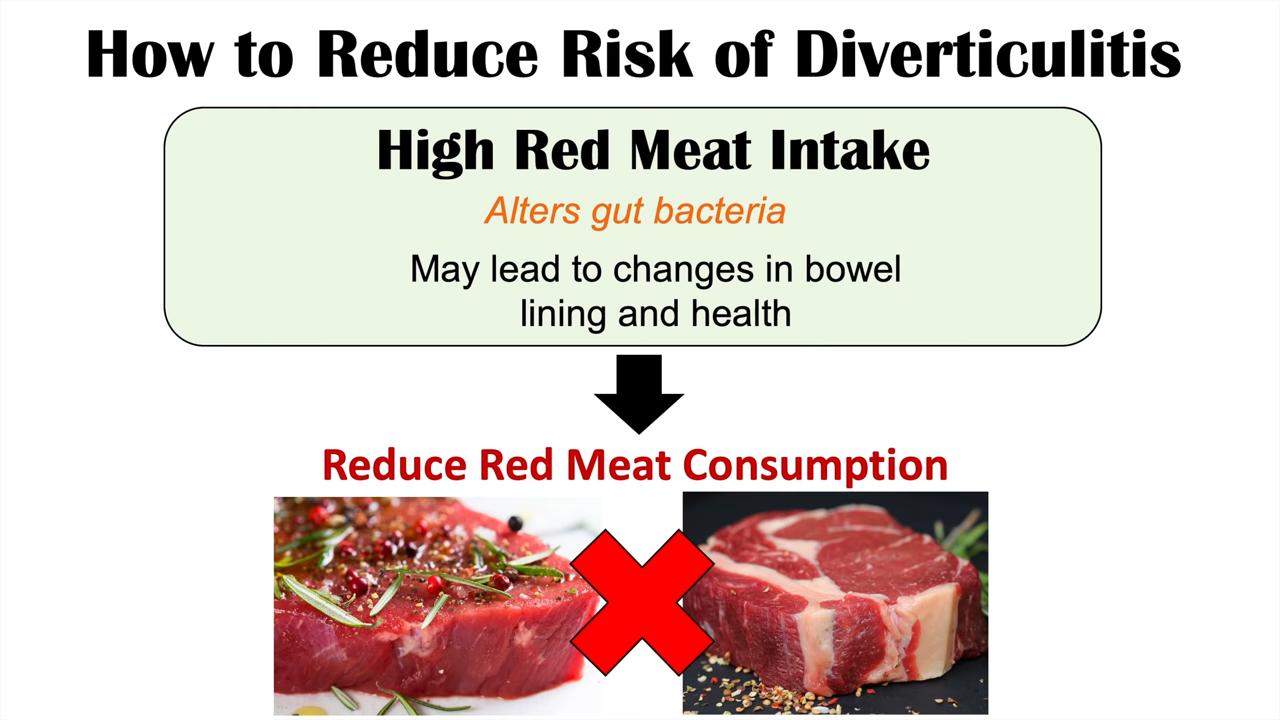 How to Reduce Risk of Diverticulitis
High Red Meat Intake
Alters gut bacteria
May lead to changes in bowel
lining and health
Reduce Red Meat Consumption